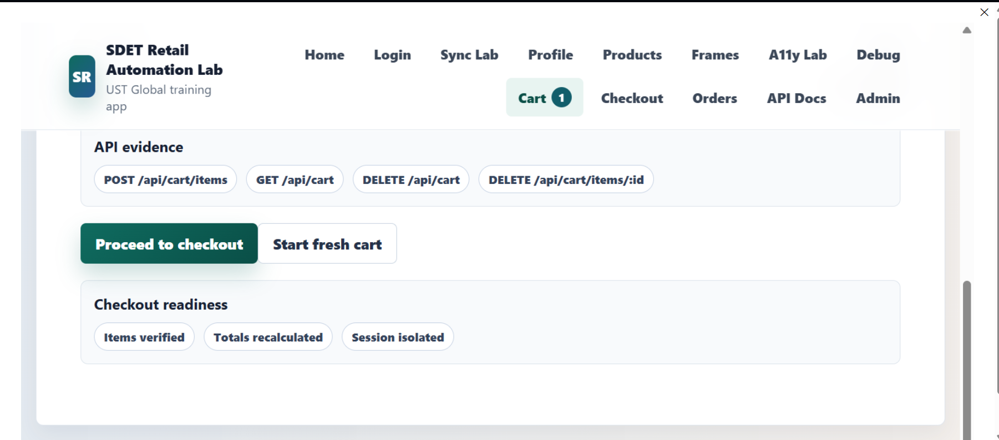 SR
SDET Retail
Automation Lab
UST Global training
app
Home Login Sync Lab Profile Products Frames A11y Lab Debug
Cart 1 Checkout Orders API Docs Admin
API evidence
POST /api/cart/items GET /api/cart DELETE /api/cart DELETE /api/cart/items/:id
Proceed to checkout Start fresh cart
Checkout readiness
Items verified Totals recalculated Session isolated